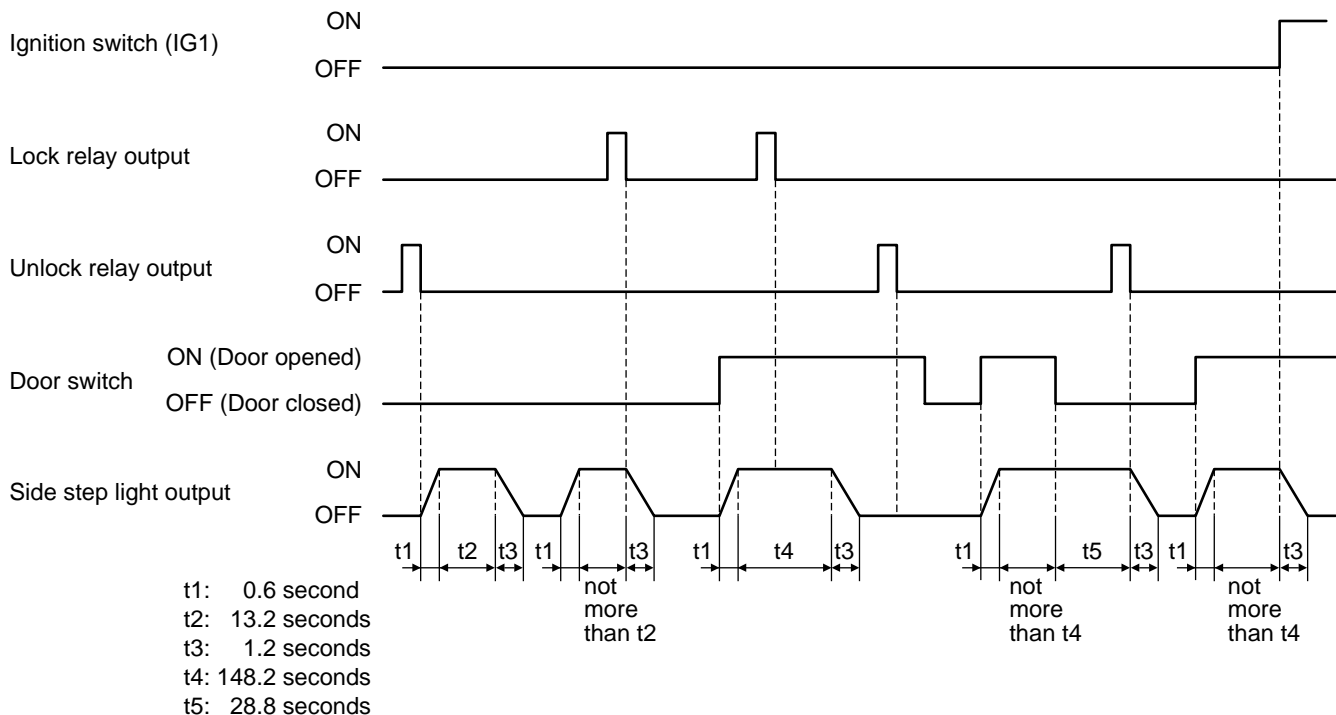 Ignition switch (IG1)
ON
OFF
Lock relay output
ON
OFF
Unlock relay output
ON
OFF
Door switch
ON (Door opened)
OFF (Door closed)
Side step light output
ON
OFF
t1 t2 t3 t1 t3 t1 t4 t3 t1 t5 t3 t1 t3
not
more
than t2
not
more
than t4
not
more
than t4
t1: 0.6 second
t2: 13.2 seconds
t3: 1.2 seconds
t4: 148.2 seconds
t5: 28.8 seconds